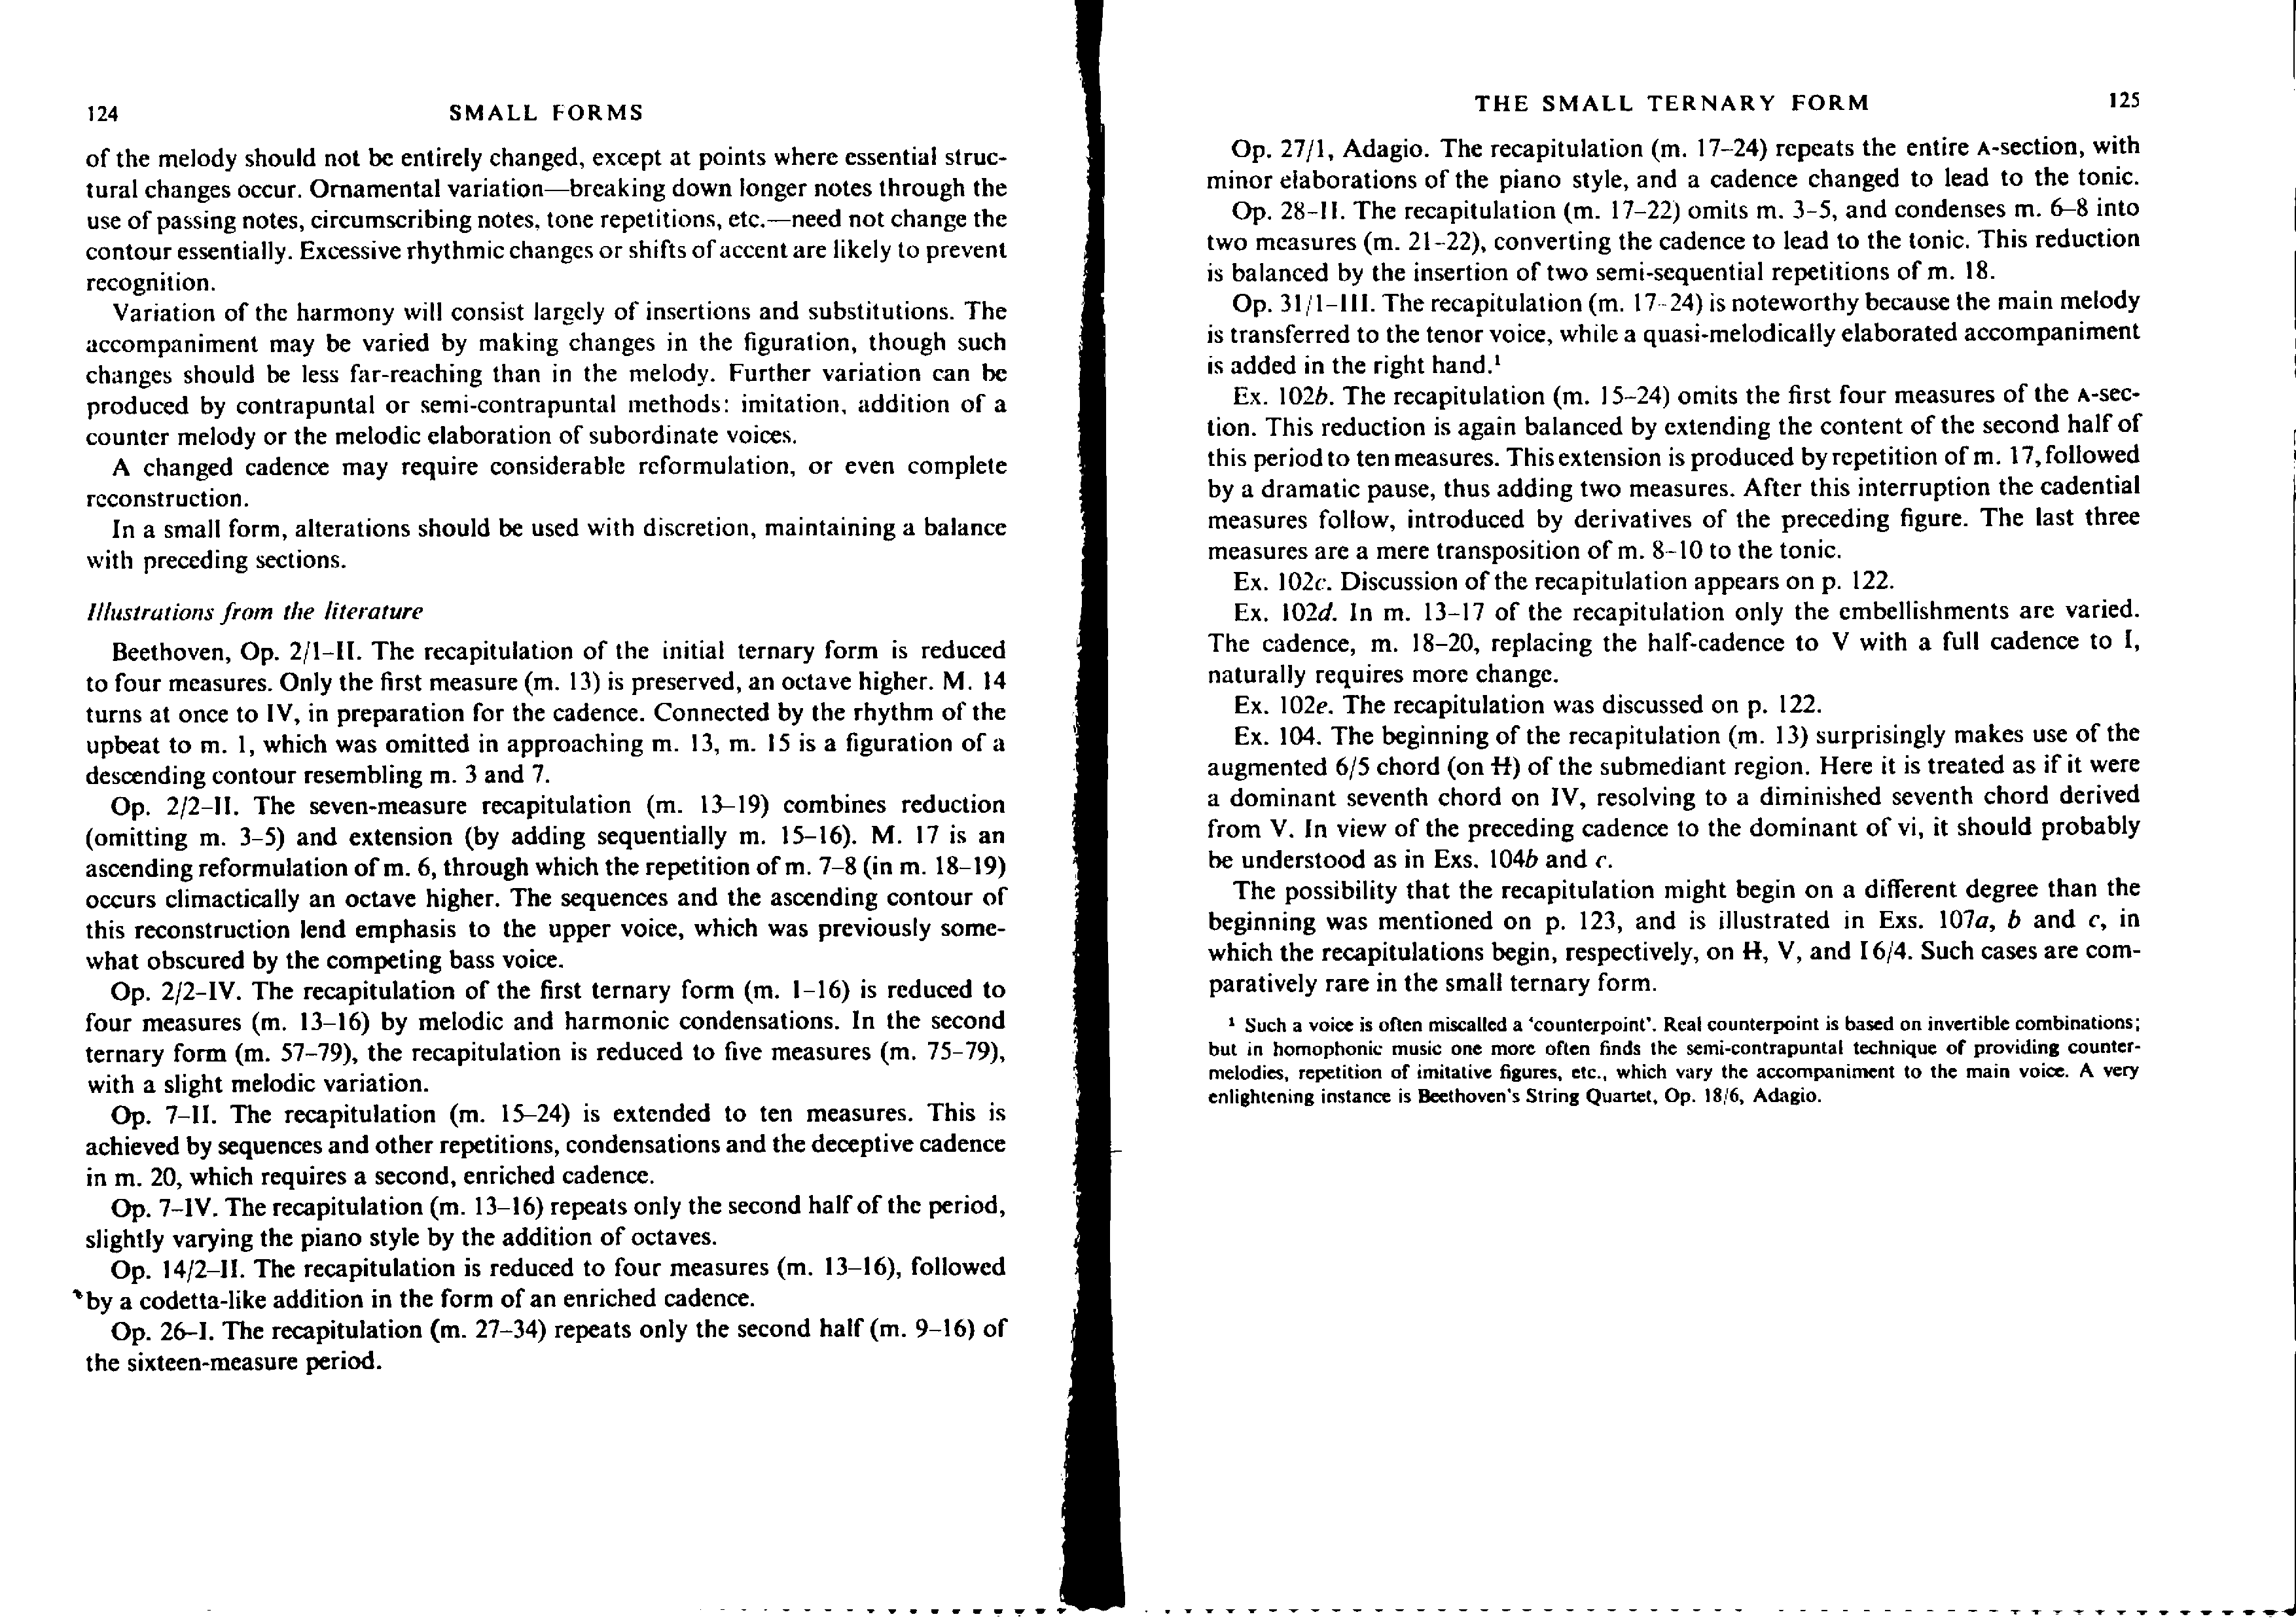 124
SMALL FORMS
of the melody should not be entirely changed, except at points where essential struc-
tural changes occur. Ornamental variation—breaking down longer notes through the
use of passing notes, circumscribing notes, tone repetitions, etc.—need not change the
contour essentially. Excessive rhythmic changes or shifts of accent are likely to prevent
recognition.
Variation of the harmony will consist largely of insertions and substitutions. The
accompaniment may be varied by making changes in the figuration, though such
changes should be less far-reaching than in the melody. Further variation can be
produced by contrapuntal or semi-contrapuntal methods: imitation, addition of a
counter melody or the melodic elaboration of subordinate voices.
A changed cadence may require considerable reformulation, or even complete
reconstruction.
In a small form, alterations should be used with discretion, maintaining a balance
with preceding sections.
Illustrations from the literature
Beethoven, Op. 2/1–II. The recapitulation of the initial ternary form is reduced
to four measures. Only the first measure (m. 13) is preserved, an octave higher. M. 14
turns at once to IV, in preparation for the cadence. Connected by the rhythm of the
upbeat to m. 1, which was omitted in approaching m. 13, m. 15 is a figuration of a
descending contour resembling m. 3 and 7.
Op. 2/2–II. The seven-measure recapitulation (m. 13–19) combines reduction
(omitting m. 3–5) and extension (by adding sequentially m. 15–16). M. 17 is an
ascending reformulation of m. 6, through which the repetition of m. 7–8 (in m. 18–19)
occurs climactically an octave higher. The sequences and the ascending contour of
this reconstruction lend emphasis to the upper voice, which was previously some-
what obscured by the competing bass voice.
Op. 2/2–IV. The recapitulation of the first ternary form (m. 1–16) is reduced to
four measures (m. 13–16) by melodic and harmonic condensations. In the second
ternary form (m. 57–79), the recapitulation is reduced to five measures (m. 75–79),
with a slight melodic variation.
Op. 7–II. The recapitulation (m. 15–24) is extended to ten measures. This is
achieved by sequences and other repetitions, condensations and the deceptive cadence
in m. 20, which requires a second, enriched cadence.
Op. 7–IV. The recapitulation (m. 13–16) repeats only the second half of the period,
slightly varying the piano style by the addition of octaves.
Op. 14/2–II. The recapitulation is reduced to four measures (m. 13–16), followed
by a codetta-like addition in the form of an enriched cadence.
Op. 26–I. The recapitulation (m. 27–34) repeats only the second half (m. 9–16) of
the sixteen-measure period.
THE SMALL TERNARY FORM
125
Op. 27/1, Adagio. The recapitulation (m. 17–24) repeats the entire A-section, with
minor elaborations of the piano style, and a cadence changed to lead to the tonic.
Op. 28–II. The recapitulation (m. 17–22) omits m. 3–5, and condenses m. 6–8 into
two measures (m. 21–22), converting the cadence to lead to the tonic. This reduction
is balanced by the insertion of two semi-sequential repetitions of m. 18.
Op. 31/1–III. The recapitulation (m. 17–24) is noteworthy because the main melody
is transferred to the tenor voice, while a quasi-melodically elaborated accompaniment
is added in the right hand.¹
Ex. 102b. The recapitulation (m. 15–24) omits the first four measures of the A-sec-
tion. This reduction is again balanced by extending the content of the second half of
this period to ten measures. This extension is produced by repetition of m. 17, followed
by a dramatic pause, thus adding two measures. After this interruption the cadential
measures follow, introduced by derivatives of the preceding figure. The last three
measures are a mere transposition of m. 8–10 to the tonic.
Ex. 102c. Discussion of the recapitulation appears on p. 122.
Ex. 102d. In m. 13–17 of the recapitulation only the embellishments are varied.
The cadence, m. 18–20, replacing the half-cadence to V with a full cadence to I,
naturally requires more change.
Ex. 102e. The recapitulation was discussed on p. 122.
Ex. 104. The beginning of the recapitulation (m. 13) surprisingly makes use of the
augmented 6/5 chord (on I̶I̶) of the submediant region. Here it is treated as if it were
a dominant seventh chord on IV, resolving to a diminished seventh chord derived
from V. In view of the preceding cadence to the dominant of vi, it should probably
be understood as in Exs. 104b and c.
The possibility that the recapitulation might begin on a different degree than the
beginning was mentioned on p. 123, and is illustrated in Exs. 107a, b and c, in
which the recapitulations begin, respectively, on I̶I̶, V, and I 6/4. Such cases are com-
paratively rare in the small ternary form.
¹ Such a voice is often miscalled a 'counterpoint'. Real counterpoint is based on invertible combinations;
but in homophonic music one more often finds the semi-contrapuntal technique of providing counter-
melodies, repetition of imitative figures, etc., which vary the accompaniment to the main voice. A very
enlightening instance is Beethoven's String Quartet, Op. 18/6, Adagio.